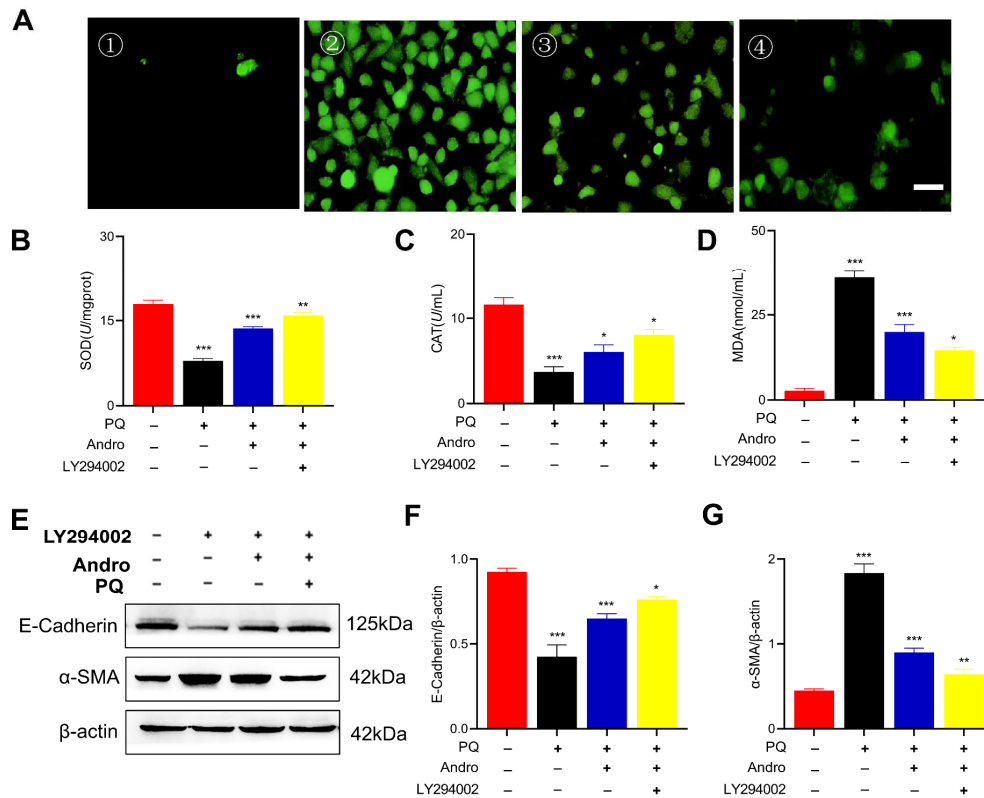 A
① ② ③ ④
B
30
15
0
SOD(U/mgprot)
***
***
**
PQ – + + +
Andro – – + +
LY294002 – – – +
C
20
10
0
CAT(U/mL)
***
*
*
PQ – + + +
Andro – – + +
LY294002 – – – +
D
50
25
0
MDA(nmol/mL)
***
***
*
PQ – + + +
Andro – – + +
LY294002 – – – +
E
LY294002 – + + +
Andro – – + +
PQ – – – +
E-Cadherin 125kDa
α-SMA 42kDa
β-actin 42kDa
F
1.0
0.5
0.0
E-Cadherin/β-actin
***
***
*
PQ – + + +
Andro – – + +
LY294002 – – – +
G
2
1
0
α-SMA/β-actin
***
***
**
PQ – + + +
Andro – – + +
LY294002 – – – +